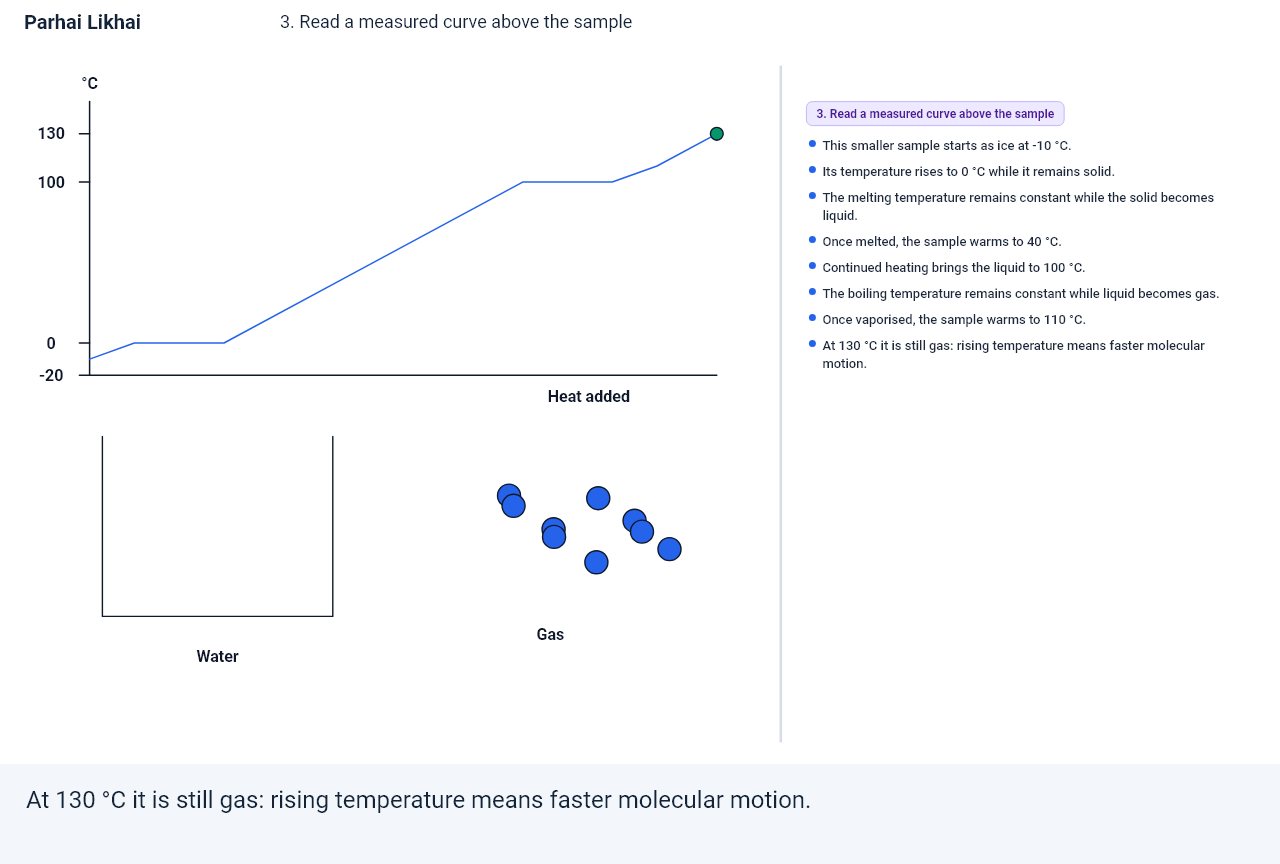 Parhai Likhai
3. Read a measured curve above the sample
°C
130
100
0
-20
Heat added
Water
Gas
3. Read a measured curve above the sample
This smaller sample starts as ice at -10 °C.
Its temperature rises to 0 °C while it remains solid.
The melting temperature remains constant while the solid becomes
liquid.
Once melted, the sample warms to 40 °C.
Continued heating brings the liquid to 100 °C.
The boiling temperature remains constant while liquid becomes gas.
Once vaporised, the sample warms to 110 °C.
At 130 °C it is still gas: rising temperature means faster molecular
motion.
At 130 °C it is still gas: rising temperature means faster molecular motion.